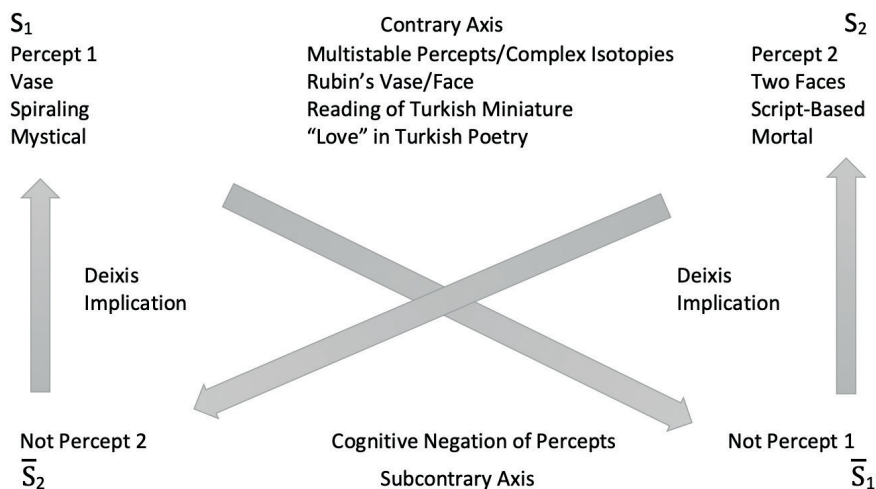 S₁ Contrary Axis S₂
Percept 1 Multistable Percepts/Complex Isotopies Percept 2
Vase Rubin’s Vase/Face Two Faces
Spiraling Reading of Turkish Miniature Script-Based
Mystical “Love” in Turkish Poetry Mortal
Deixis Deixis
Implication Implication
Not Percept 2 Cognitive Negation of Percepts Not Percept 1
S̅₂ Subcontrary Axis S̅₁